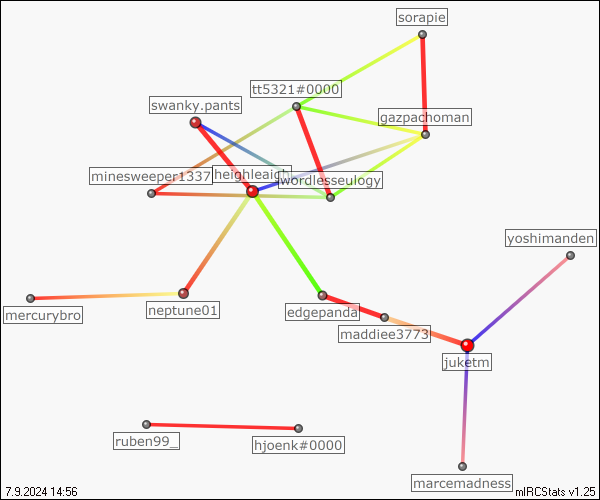 sorapie
tt5321#0000
swanky.pants
gazpachoman
minesweeper1337
wordlesseulogy
yoshimanden
mercurybro
neptune01
edgepanda
maddiee3773
juketm
ruben99_
hjoenk#0000
marcemadness
7.9.2024 14:56
mIRCStats v1.25